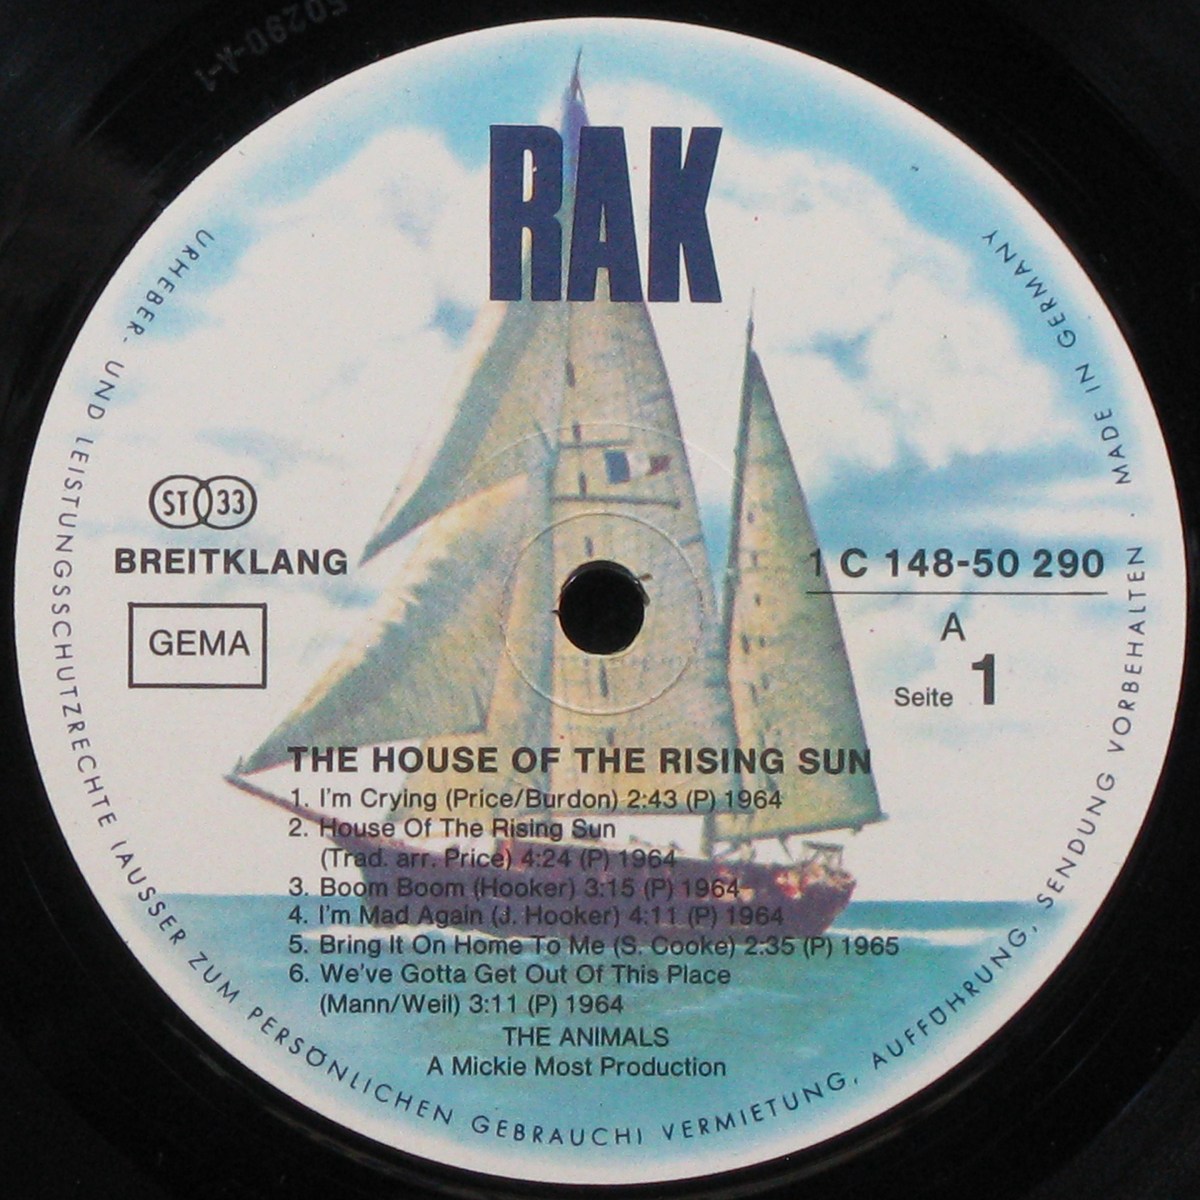 50290-A-1
RAK
ST 33
BREITKLANG
GEMA
1 C 148-50 290
A
Seite 1
THE HOUSE OF THE RISING SUN
1. I'm Crying (Price/Burdon) 2:43 (P) 1964
2. House Of The Rising Sun
(Trad. arr. Price) 4:24 (P) 1964
3. Boom Boom (Hooker) 3:15 (P) 1964
4. I'm Mad Again (J. Hooker) 4:11 (P) 1964
5. Bring It On Home To Me (S. Cooke) 2:35 (P) 1965
6. We've Gotta Get Out Of This Place
(Mann/Weil) 3:11 (P) 1964
THE ANIMALS
A Mickie Most Production
URHEBER- UND LEISTUNGSSCHUTZRECHTE (AUSSER ZUM PERSÖNLICHEN GEBRAUCH) VERMIETUNG, AUFFÜHRUNG, SENDUNG VORBEHALTEN · MADE IN GERMANY